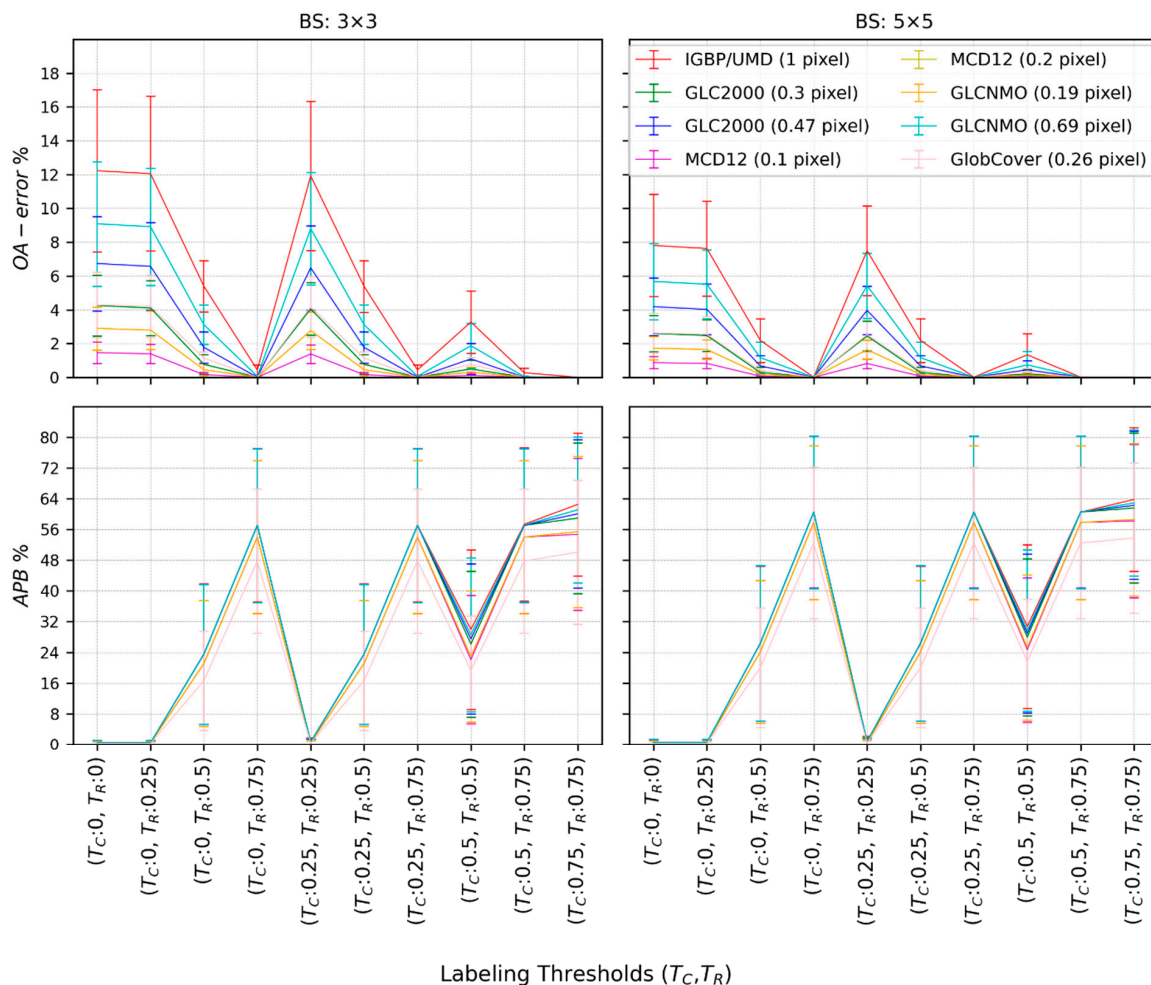 BS: 3×3
BS: 5×5
OA − error %
18
16
14
12
10
8
6
4
2
0
IGBP/UMD (1 pixel)
GLC2000 (0.3 pixel)
GLC2000 (0.47 pixel)
MCD12 (0.1 pixel)
MCD12 (0.2 pixel)
GLCNMO (0.19 pixel)
GLCNMO (0.69 pixel)
GlobCover (0.26 pixel)
APB %
80
72
64
56
48
40
32
24
16
8
0
(T_C:0, T_R:0)
(T_C:0, T_R:0.25)
(T_C:0, T_R:0.5)
(T_C:0, T_R:0.75)
(T_C:0.25, T_R:0.25)
(T_C:0.25, T_R:0.5)
(T_C:0.25, T_R:0.75)
(T_C:0.5, T_R:0.5)
(T_C:0.5, T_R:0.75)
(T_C:0.75, T_R:0.75)
(T_C:0, T_R:0)
(T_C:0, T_R:0.25)
(T_C:0, T_R:0.5)
(T_C:0, T_R:0.75)
(T_C:0.25, T_R:0.25)
(T_C:0.25, T_R:0.5)
(T_C:0.25, T_R:0.75)
(T_C:0.5, T_R:0.5)
(T_C:0.5, T_R:0.75)
(T_C:0.75, T_R:0.75)
Labeling Thresholds (T_C,T_R)